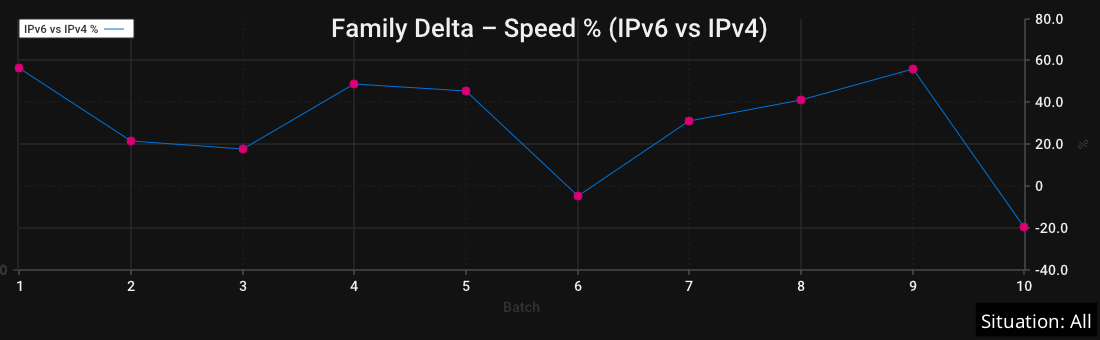 Family Delta – Speed % (IPv6 vs IPv4)
IPv6 vs IPv4 %
80.0
60.0
40.0
20.0
0
-20.0
-40.0
%
0
1 2 3 4 5 6 7 8 9 10
Batch
Situation: All